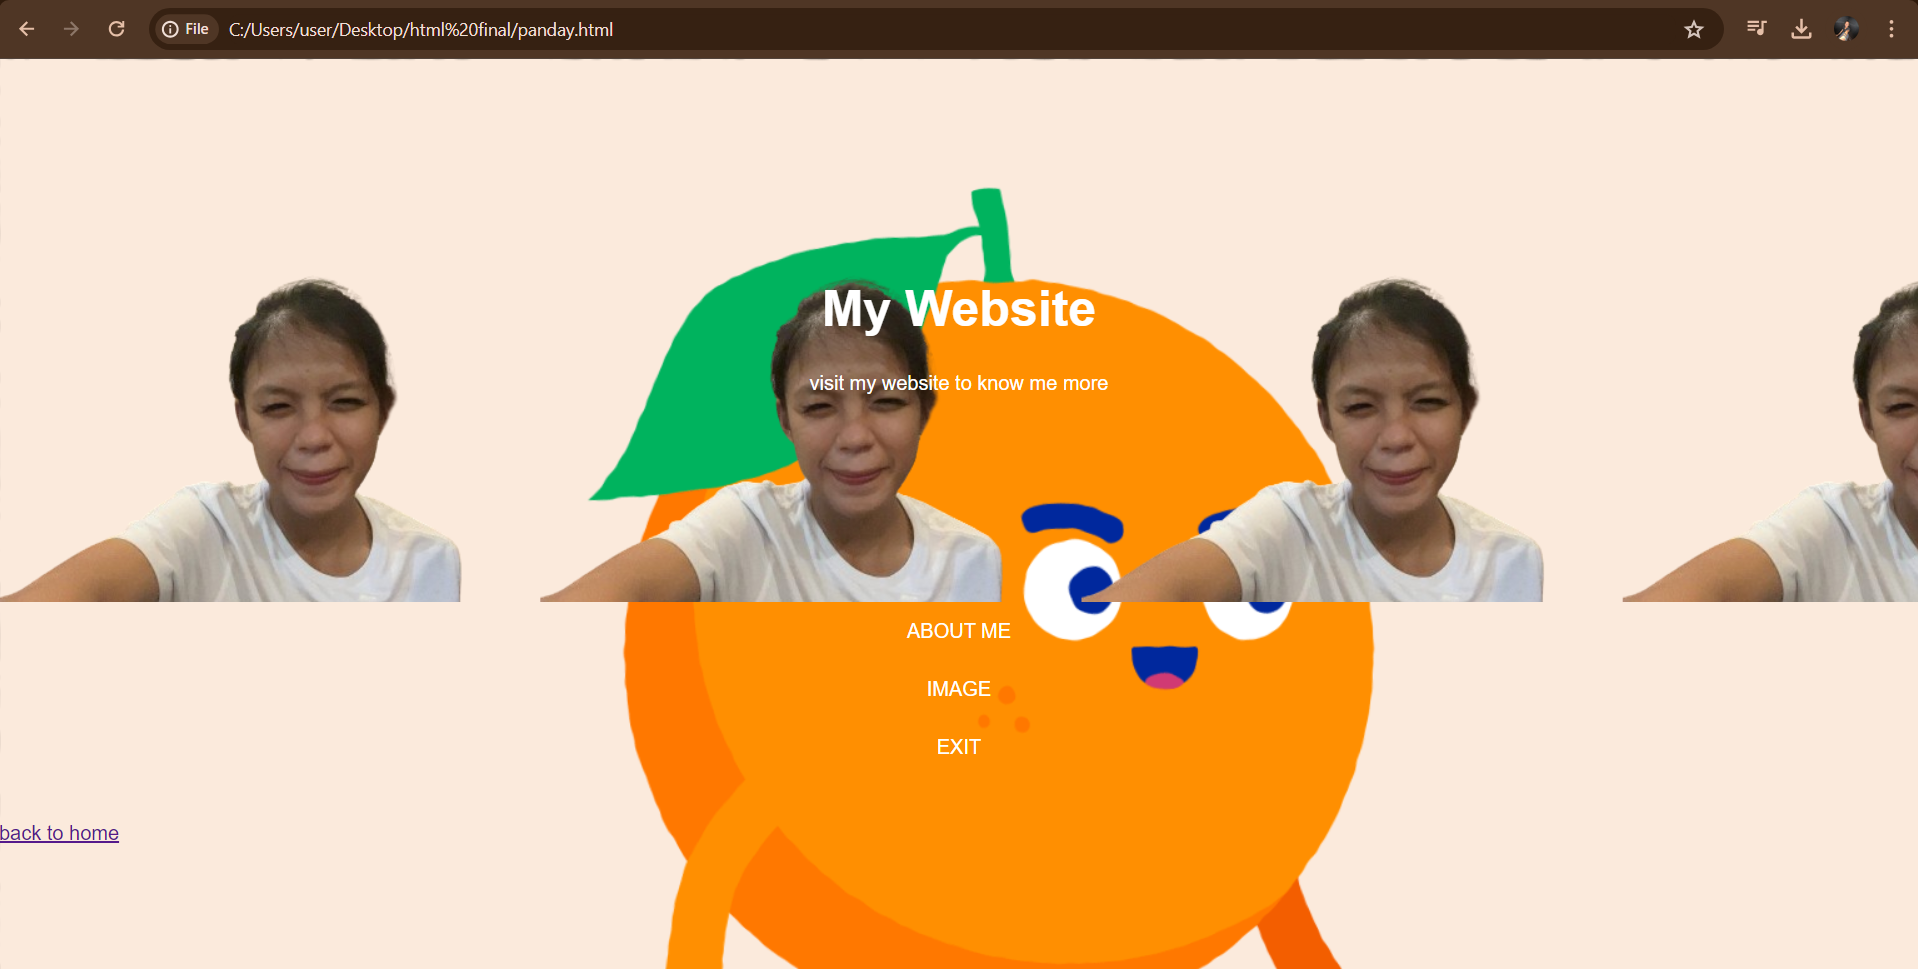 File C:/Users/user/Desktop/html%20final/panday.html
My Website
visit my website to know me more
ABOUT ME
IMAGE
EXIT
back to home